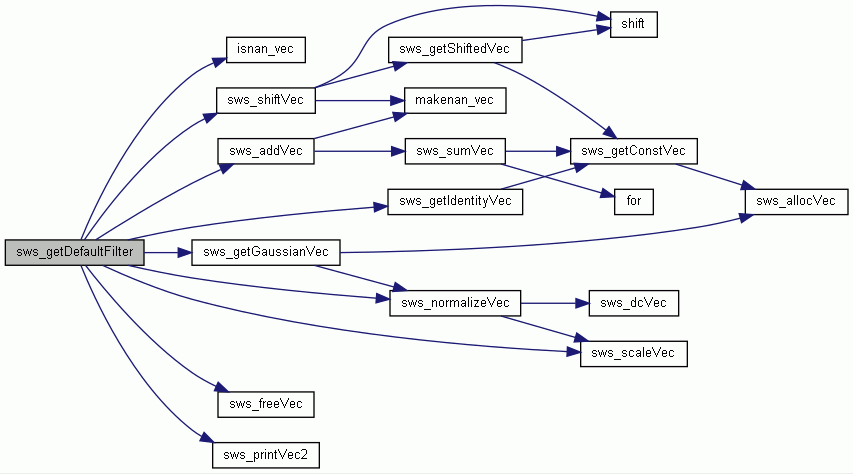 shift
isnan_vec
sws_getShiftedVec
sws_shiftVec
makenan_vec
sws_addVec
sws_sumVec
sws_getConstVec
sws_getIdentityVec
for
sws_allocVec
sws_getDefaultFilter
sws_getGaussianVec
sws_normalizeVec
sws_dcVec
sws_scaleVec
sws_freeVec
sws_printVec2